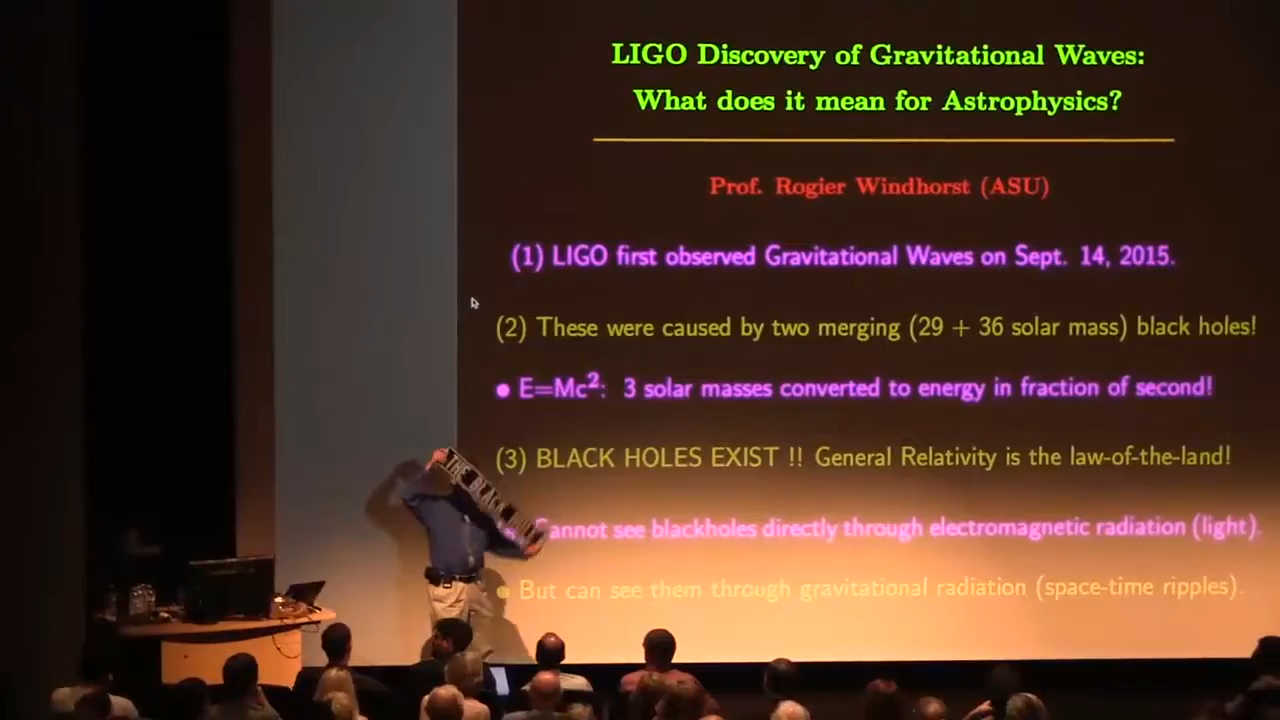 LIGO Discovery of Gravitational Waves:
What does it mean for Astrophysics?
Prof. Rogier Windhorst (ASU)
(1) LIGO first observed Gravitational Waves on Sept. 14, 2015.
(2) These were caused by two merging (29 + 36 solar mass) black holes!
● E=Mc²: 3 solar masses converted to energy in fraction of second!
(3) BLACK HOLES EXIST !! General Relativity is the law-of-the-land!
THE BLACK
Cannot see blackholes directly through electromagnetic radiation (light).
● But can see them through gravitational radiation (space-time ripples).